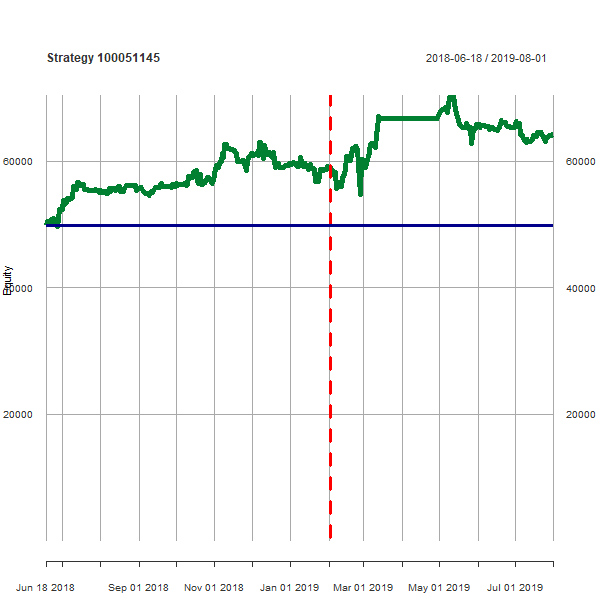 Strategy 100051145
2018-06-18 / 2019-08-01
60000
60000
Equity
40000
40000
20000
20000
Jun 18 2018
Sep 01 2018
Nov 01 2018
Jan 01 2019
Mar 01 2019
May 01 2019
Jul 01 2019